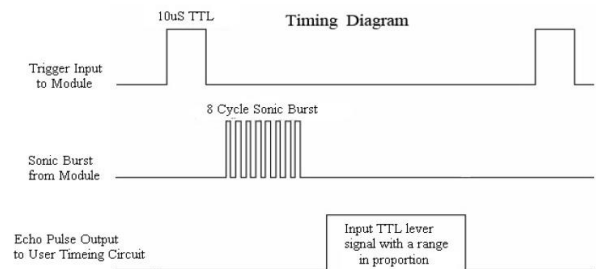 10uS TTL
Timing Diagram
Trigger Input
to Module
8 Cycle Sonic Burst
Sonic Burst
from Module
Echo Pulse Output
to User Timeing Circuit
Input TTL lever
signal with a range
in proportion